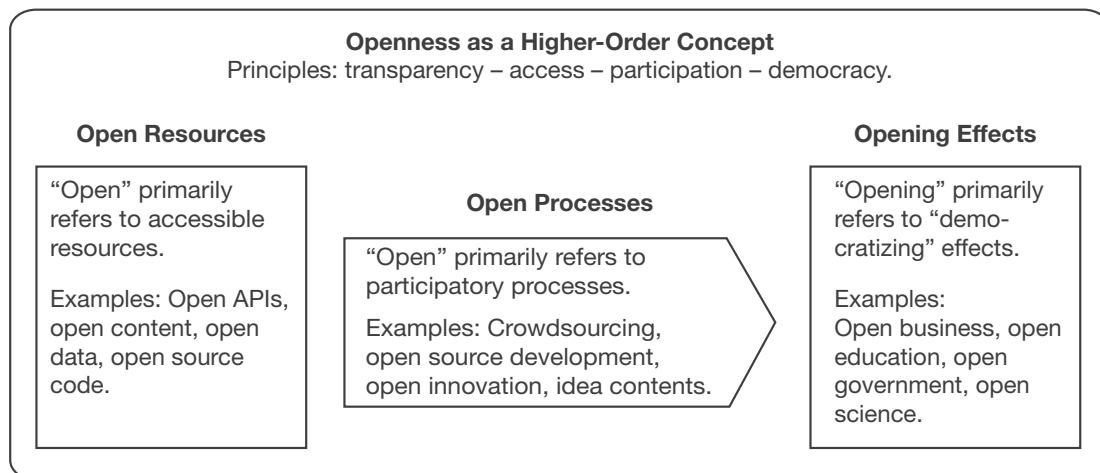 Openness as a Higher-Order Concept
Principles: transparency – access – participation – democracy.
Open Resources
“Open” primarily
refers to accessible
resources.
Examples: Open APIs,
open content, open
data, open source
code.
Open Processes
“Open” primarily refers to
participatory processes.
Examples: Crowdsourcing,
open source development,
open innovation, idea contents.
Opening Effects
“Opening” primarily
refers to “demo-
cratizing” effects.
Examples:
Open business, open
education, open
government, open
science.